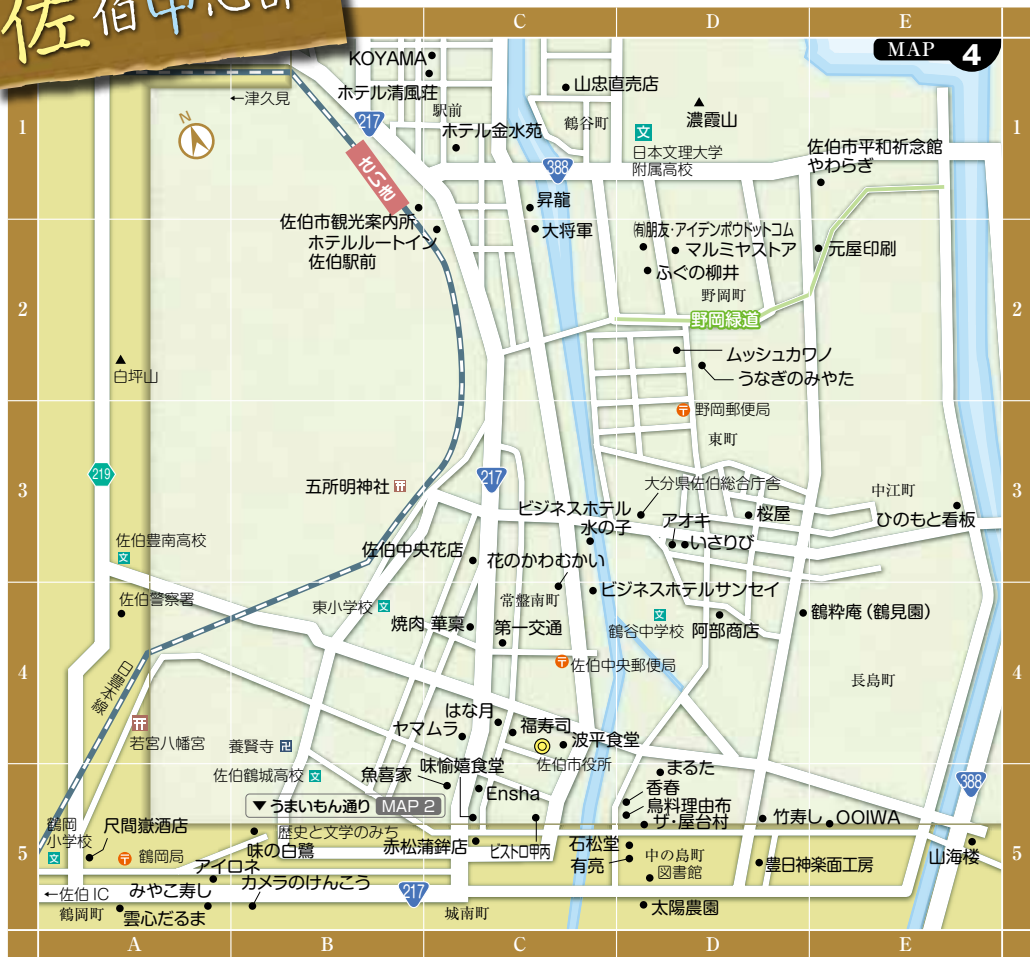 佐伯中心部
C
D
E
MAP 4
KOYAMA
ホテル清風荘
←津久見
N
217
駅前
ホテル金水苑
山忠直売店
鶴谷町
濃霞山
文
日本文理大学
附属高校
388
佐伯市平和祈念館
やわらぎ
1
1
さいき
昇龍
大将軍
佐伯市観光案内所
ホテルルートイン
佐伯駅前
㈲朋友・アイデンポウドットコム
マルミヤストア
ふぐの柳井
元屋印刷
野岡町
野岡緑道
2
2
ムッシュカワノ
うなぎのみやた
白坪山
〒野岡郵便局
東町
219
五所明神社
217
大分県佐伯総合庁舎
中江町
3
3
ビジネスホテル
水の子
アオキ
いさりび
桜屋
ひのもと看板
佐伯豊南高校
文
佐伯中央花店
花のかわむかい
佐伯警察署
東小学校 文
常盤南町
ビジネスホテルサンセイ
文
鶴谷中学校
阿部商店
鶴粋庵(鶴見園)
焼肉 華稟
第一交通
〒佐伯中央郵便局
4
4
日豊本線
長島町
若宮八幡宮
養賢寺 卍
はな月
ヤマムラ
福寿司
波平食堂
佐伯市役所
佐伯鶴城高校 文
魚喜家
味愉嬉食堂
Ensha
まるた
香春
鳥料理由布
ザ・屋台村
竹寿し
OOIWA
388
▼うまいもん通り MAP 2
鶴岡
小学校
文
尺間嶽酒店
〒鶴岡局
歴史と文学のみち
味の白鷺
赤松蒲鉾店
ビストロ甲丙
石松堂
有亮
中の島町
図書館
豊日神楽面工房
山海楼
5
5
アイロネ
←佐伯IC
みやこ寿し
カメラのけんこう
217
鶴岡町
雲心だるま
城南町
太陽農園
A
B
C
D
E